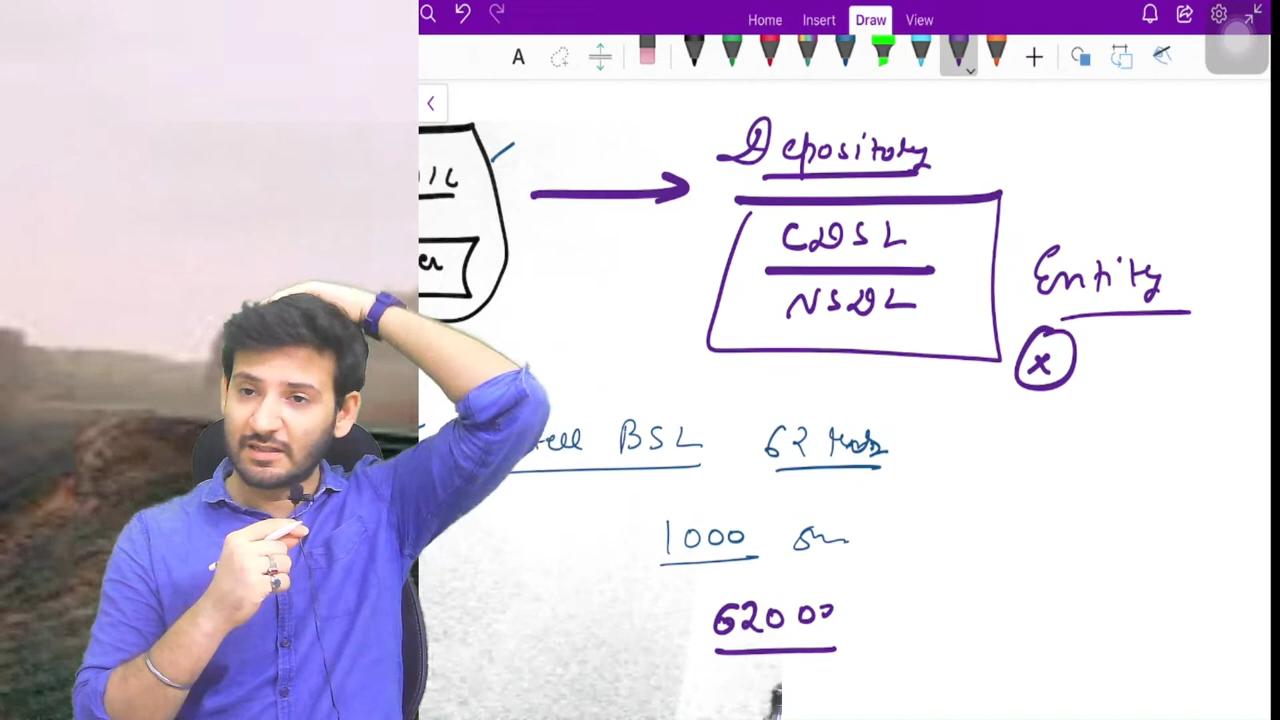 Home Insert Draw View
A
Depository
CDSL
NSDL
Entity
x
BSL 62
1000
62000